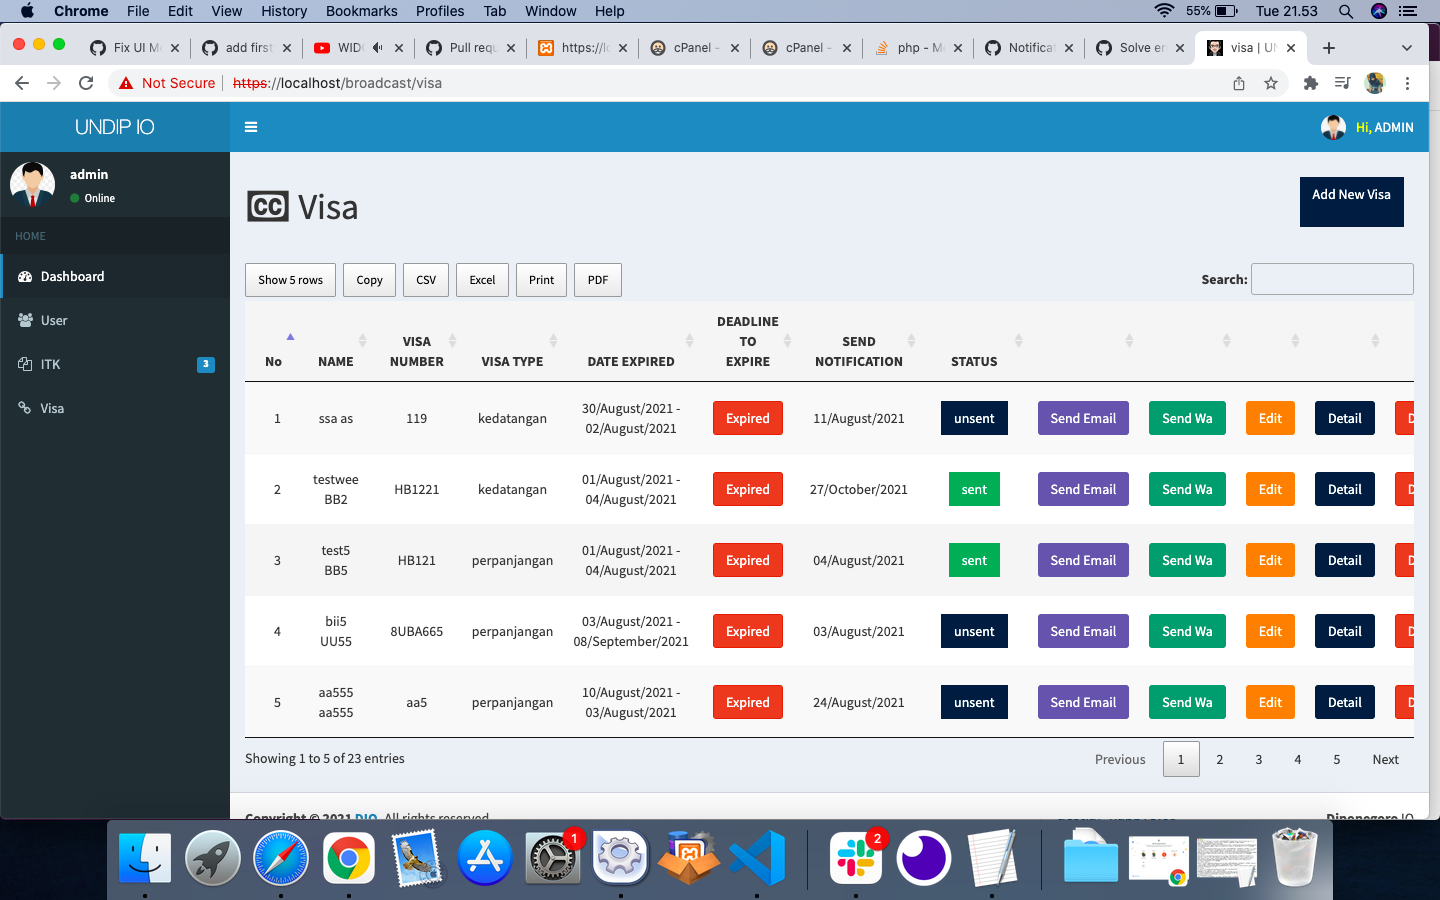 Chrome File Edit View History Bookmarks Profiles Tab Window Help 55% Tue 21.53
Fix UI M add first WIDU Pull requ https://lo cPanel - cPanel - php - M Notifica Solve er visa | UN
Not Secure https://localhost/broadcast/visa
UNDIP IO
Hi, ADMIN
admin
Online
HOME
Dashboard
User
ITK 3
Visa
CC Visa
Add New Visa
Show 5 rows Copy CSV Excel Print PDF
Search:
No NAME VISA NUMBER VISA TYPE DATE EXPIRED DEADLINE TO EXPIRE SEND NOTIFICATION STATUS
1 ssa as 119 kedatangan 30/August/2021 - 02/August/2021 Expired 11/August/2021 unsent Send Email Send Wa Edit Detail D
2 testwee BB2 HB1221 kedatangan 01/August/2021 - 04/August/2021 Expired 27/October/2021 sent Send Email Send Wa Edit Detail D
3 test5 BB5 HB121 perpanjangan 01/August/2021 - 04/August/2021 Expired 04/August/2021 sent Send Email Send Wa Edit Detail D
4 bii5 UU55 8UBA665 perpanjangan 03/August/2021 - 08/September/2021 Expired 03/August/2021 unsent Send Email Send Wa Edit Detail D
5 aa555 aa555 aa5 perpanjangan 10/August/2021 - 03/August/2021 Expired 24/August/2021 unsent Send Email Send Wa Edit Detail D
Showing 1 to 5 of 23 entries
Previous 1 2 3 4 5 Next
Copyright © 2021 DIO. All rights reserved
Diponegoro IO
1
2